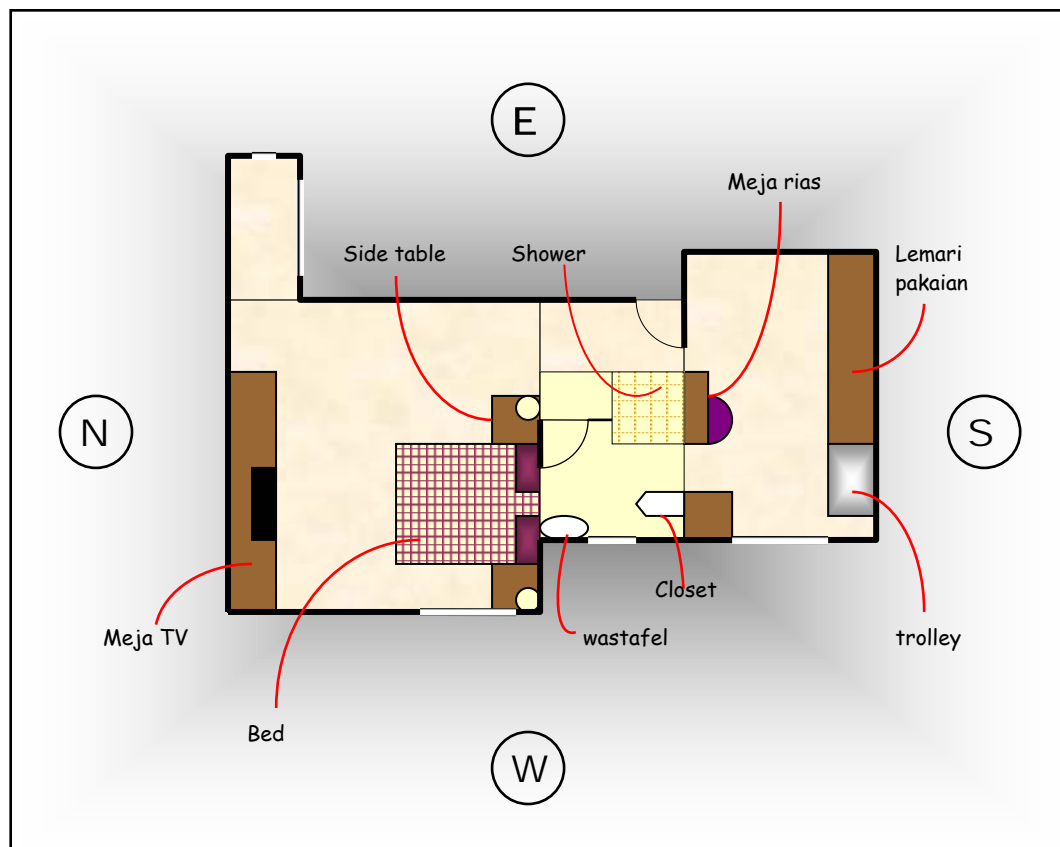 E
Meja rias
Side table
Shower
Lemari
pakaian
N
S
Closet
Meja TV
wastafel
trolley
Bed
W